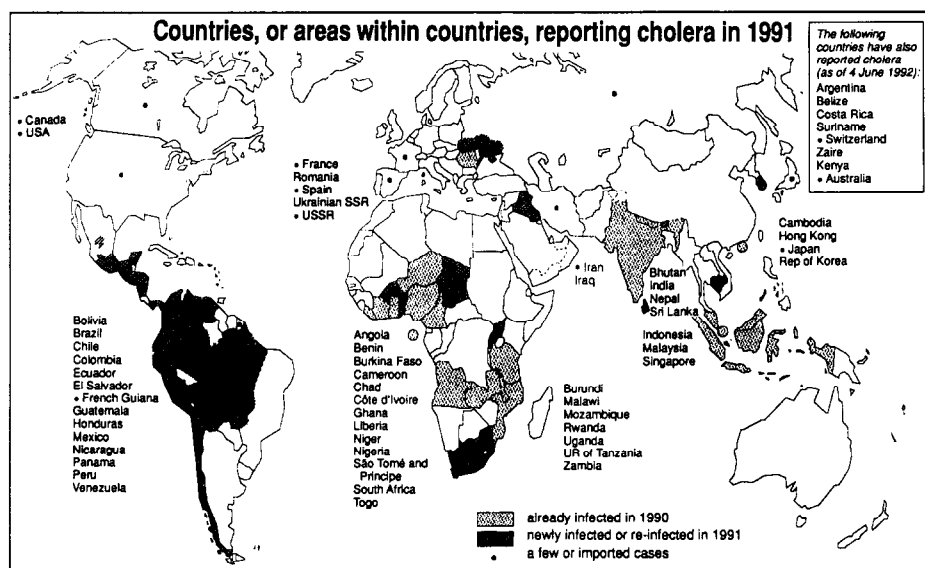 Countries, or areas within countries, reporting cholera in 1991
The following
countries have also
reported cholera
(as of 4 June 1992):
Argentina
Belize
Costa Rica
Suriname
• Switzerland
Zaire
Kenya
• Australia
• Canada
• USA
• France
Romania
• Spain
Ukrainian SSR
• USSR
Cambodia
Hong Kong
• Japan
Rep of Korea
• Iran
Iraq
Bhutan
India
Nepal
Sri Lanka
Indonesia
Malaysia
Singapore
Bolivia
Brazil
Chile
Colombia
Ecuador
El Salvador
• French Guiana
Guatemala
Honduras
Mexico
Nicaragua
Panama
Peru
Venezuela
Angola
Benin
Burkina Faso
Cameroon
Chad
Côte d'Ivoire
Ghana
Liberia
Niger
Nigeria
São Tomé and
Principe
South Africa
Togo
Burundi
Malawi
Mozambique
Rwanda
Uganda
UR of Tanzania
Zambia
already infected in 1990
newly infected or re-infected in 1991
• a few or imported cases